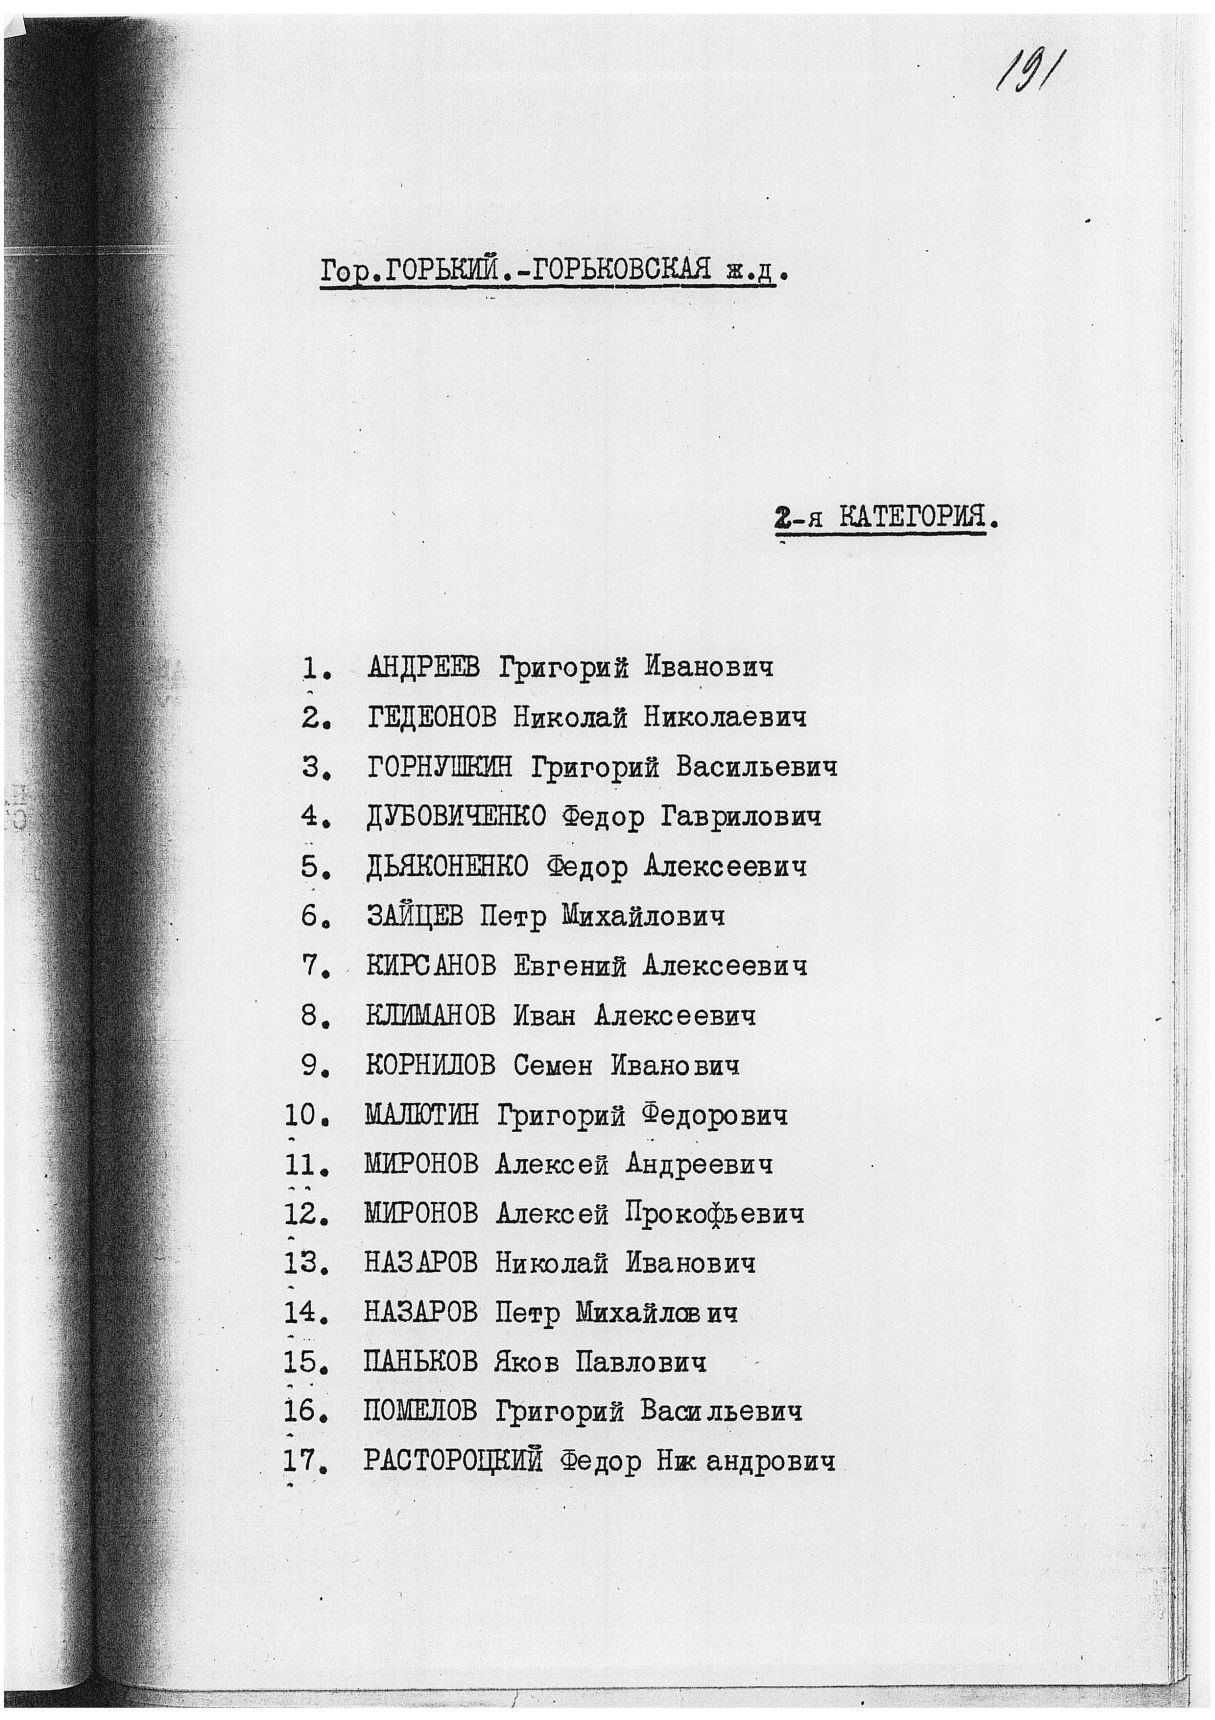 191
Гор.ГОРЬКИЙ.-ГОРЬКОВСКАЯ ж.д.
2-я КАТЕГОРИЯ.
1. АНДРЕЕВ Григорий Иванович
2. ГЕДЕОНОВ Николай Николаевич
3. ГОРНУШКИН Григорий Васильевич
4. ДУБОВИЧЕНКО Федор Гаврилович
5. ДЬЯКОНЕНКО Федор Алексеевич
6. ЗАЙЦЕВ Петр Михайлович
7. КИРСАНОВ Евгений Алексеевич
8. КЛИМАНОВ Иван Алексеевич
9. КОРНИЛОВ Семен Иванович
10. МАЛЮТИН Григорий Федорович
11. МИРОНОВ Алексей Андреевич
12. МИРОНОВ Алексей Прокофьевич
13. НАЗАРОВ Николай Иванович
14. НАЗАРОВ Петр Михайлович
15. ПАНЬКОВ Яков Павлович
16. ПОМЕЛОВ Григорий Васильевич
17. РАСТОРОЦКИЙ Федор Никандрович